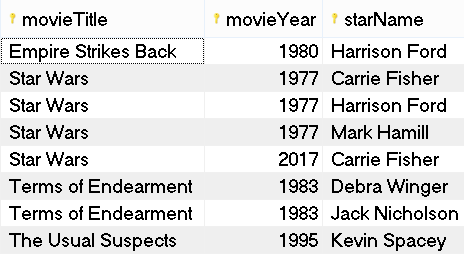 movieTitle movieYear starName
Empire Strikes Back 1980 Harrison Ford
Star Wars 1977 Carrie Fisher
Star Wars 1977 Harrison Ford
Star Wars 1977 Mark Hamill
Star Wars 2017 Carrie Fisher
Terms of Endearment 1983 Debra Winger
Terms of Endearment 1983 Jack Nicholson
The Usual Suspects 1995 Kevin Spacey